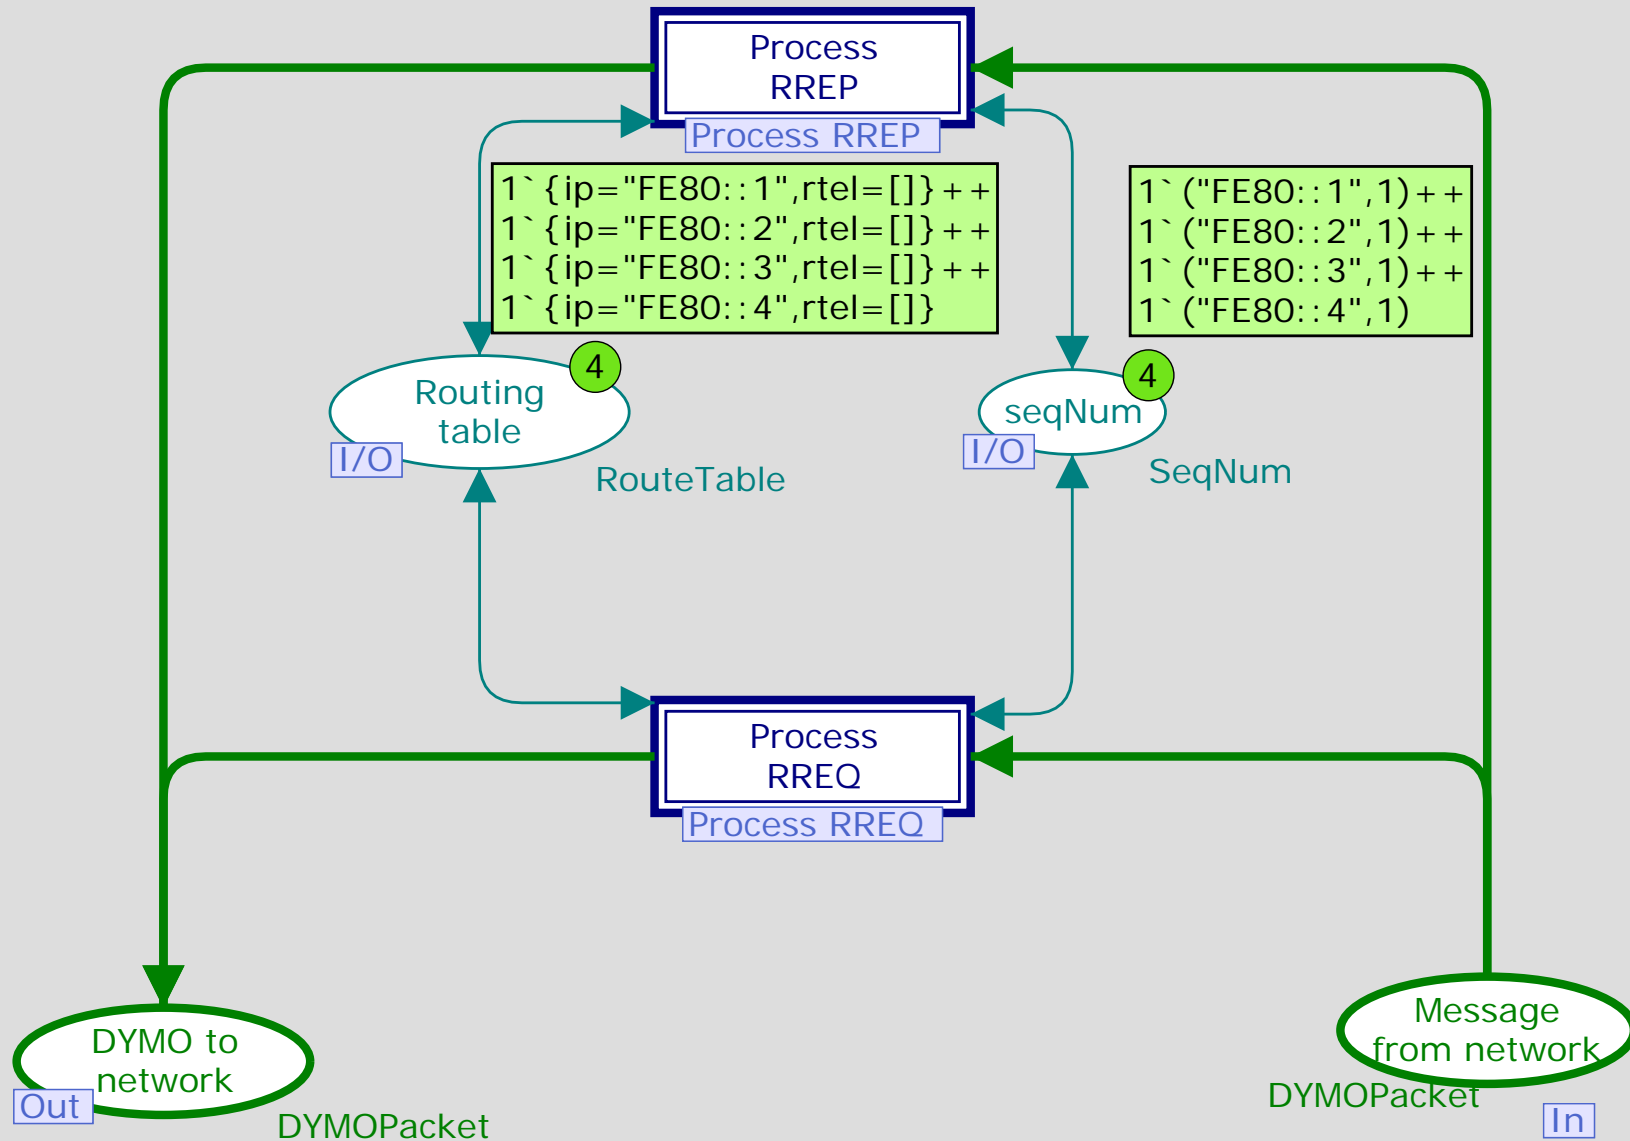 Process
RREP
Process RREP
1`{ip="FE80::1",rtel=[]}++
1`{ip="FE80::2",rtel=[]}++
1`{ip="FE80::3",rtel=[]}++
1`{ip="FE80::4",rtel=[]}
1`("FE80::1",1)++
1`("FE80::2",1)++
1`("FE80::3",1)++
1`("FE80::4",1)
4
Routing
table
I/O
RouteTable
4
seqNum
I/O
SeqNum
Process
RREQ
Process RREQ
DYMO to
network
Out
DYMOPacket
Message
from network
DYMOPacket
In